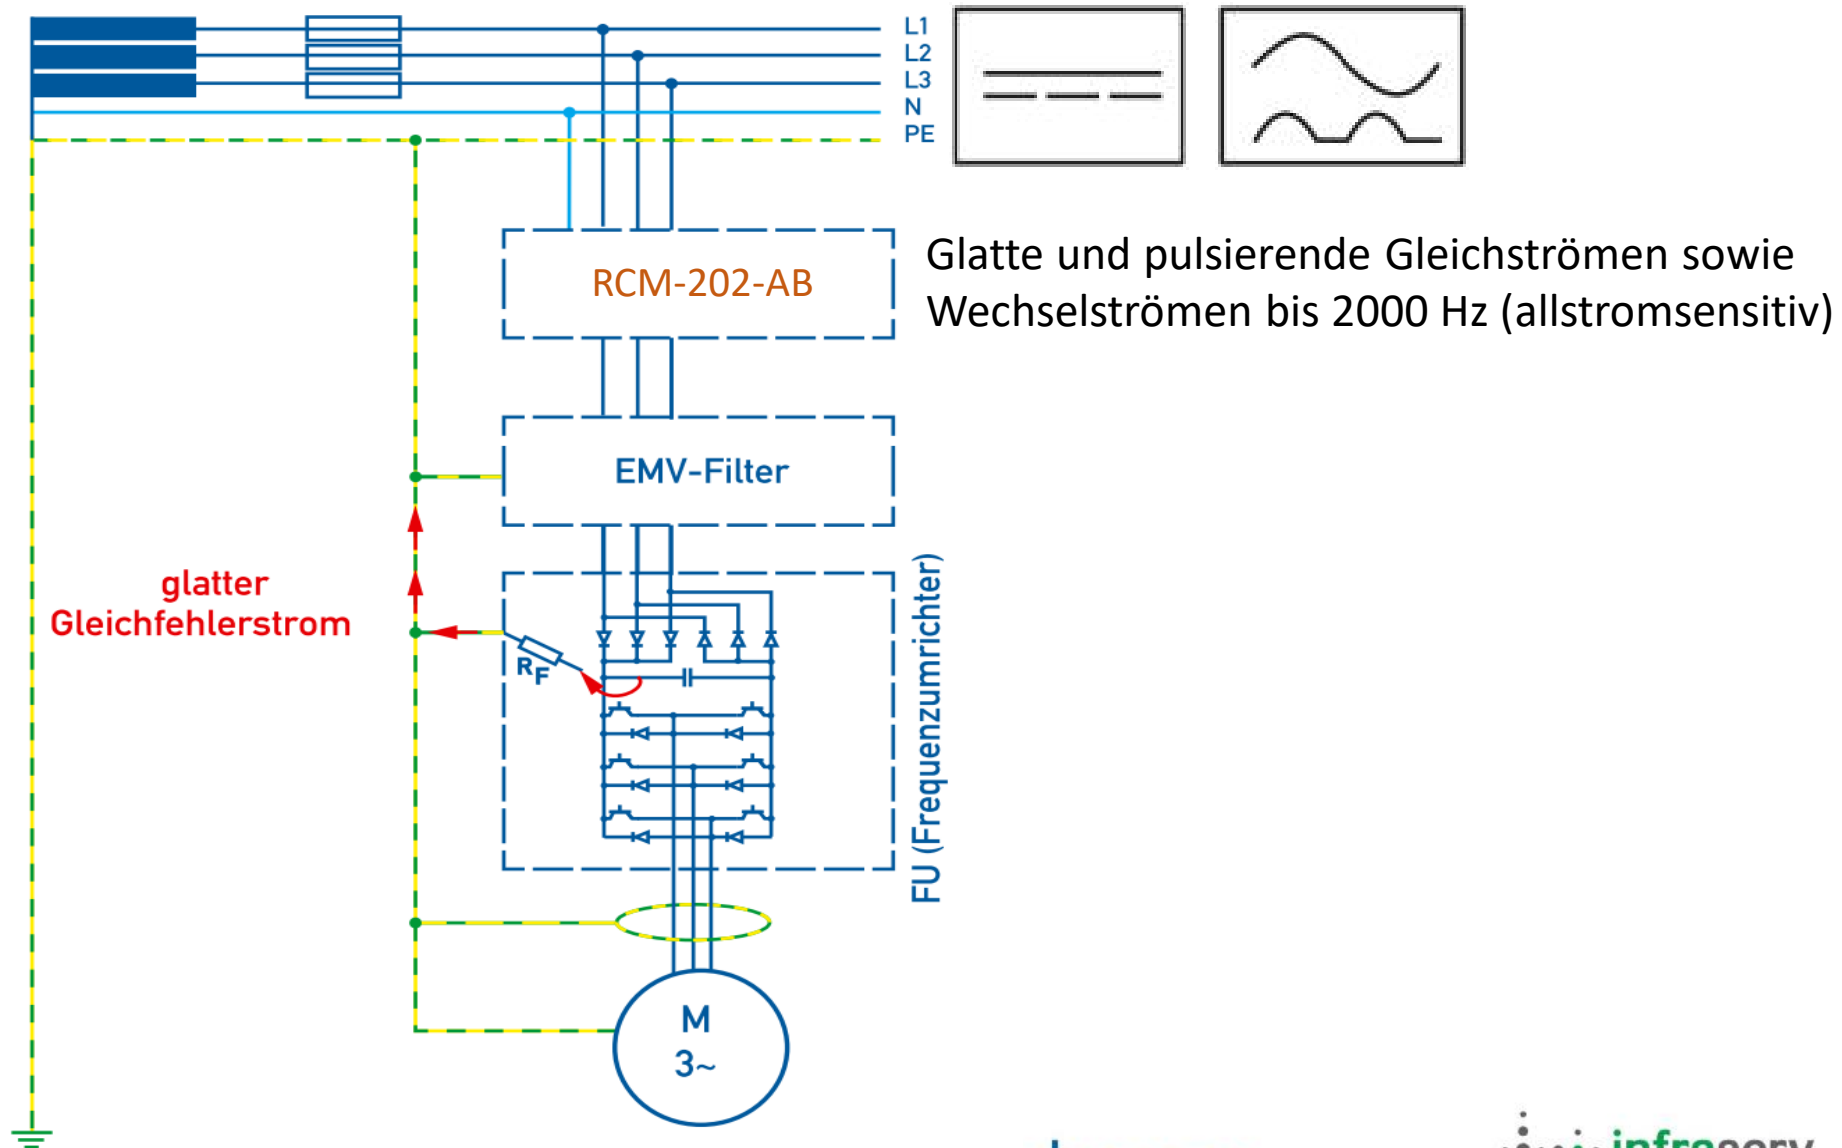 L1
L2
L3
N
PE
RCM-202-AB
Glatte und pulsierende Gleichströmen sowie
Wechselströmen bis 2000 Hz (allstromsensitiv)
EMV-Filter
glatter
Gleichfehlerstrom
RF
FU (Frequenzumrichter)
M
3~
infraserv